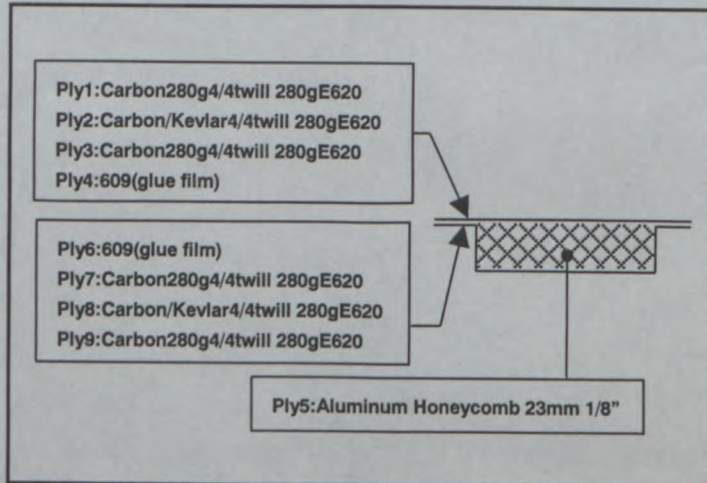 Ply1:Carbon280g4/4twill 280gE620
Ply2:Carbon/Kevlar4/4twill 280gE620
Ply3:Carbon280g4/4twill 280gE620
Ply4:609(glue film)
Ply6:609(glue film)
Ply7:Carbon280g4/4twill 280gE620
Ply8:Carbon/Kevlar4/4twill 280gE620
Ply9:Carbon280g4/4twill 280gE620
Ply5:Aluminum Honeycomb 23mm 1/8”